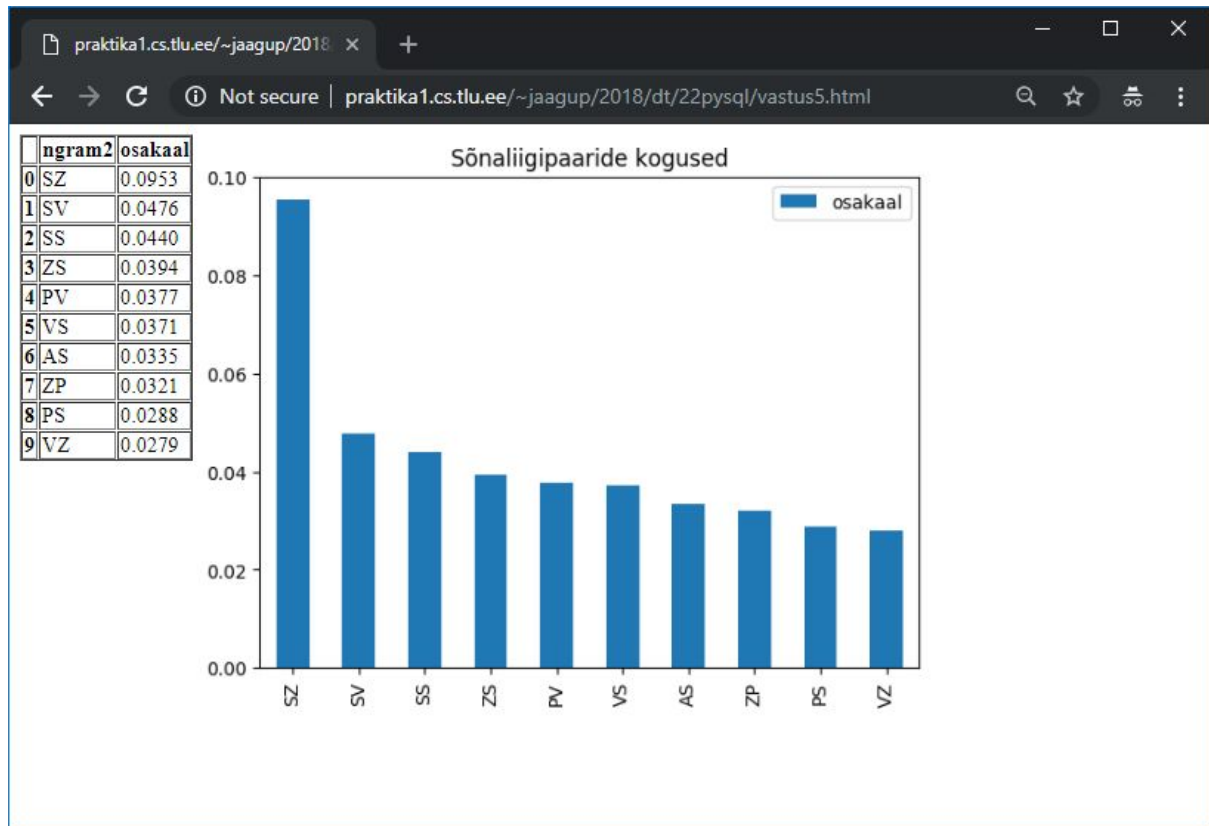 praktika1.cs.tlu.ee/~jaagup/2018
Not secure | praktika1.cs.tlu.ee/~jaagup/2018/dt/22pysql/vastus5.html
ngram2 osakaal
0 SZ 0.0953
1 SV 0.0476
2 SS 0.0440
3 ZS 0.0394
4 PV 0.0377
5 VS 0.0371
6 AS 0.0335
7 ZP 0.0321
8 PS 0.0288
9 VZ 0.0279
Sõnaliigipaaride kogused
osakaal
0.10
0.08
0.06
0.04
0.02
0.00
SZ SV SS ZS PV VS AS ZP PS VZ